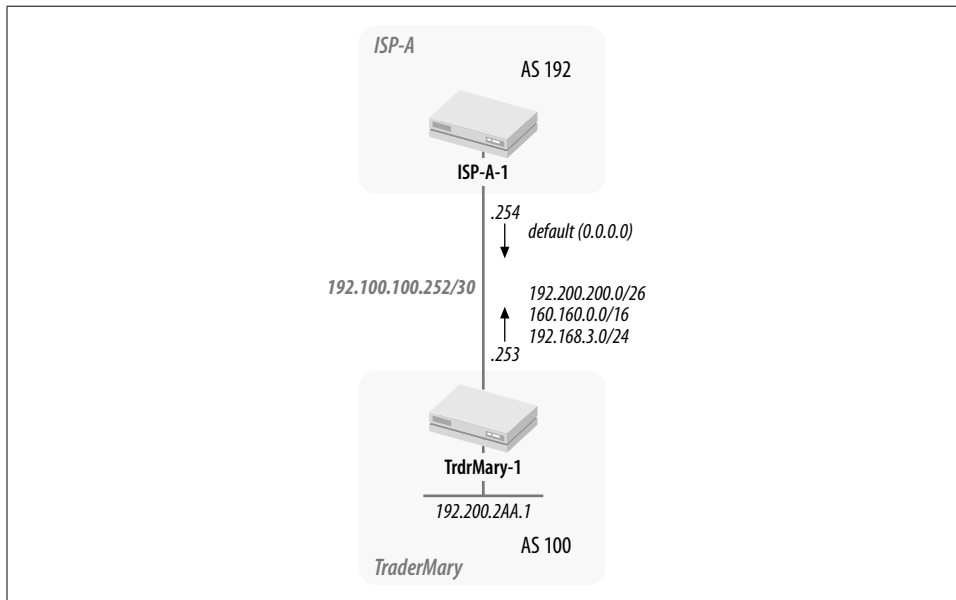 ISP-A
AS 192
ISP-A-1
.254
default (0.0.0.0)
192.100.100.252/30
192.200.200.0/26
160.160.0.0/16
192.168.3.0/24
.253
TrdrMary-1
192.200.2AA.1
AS 100
TraderMary